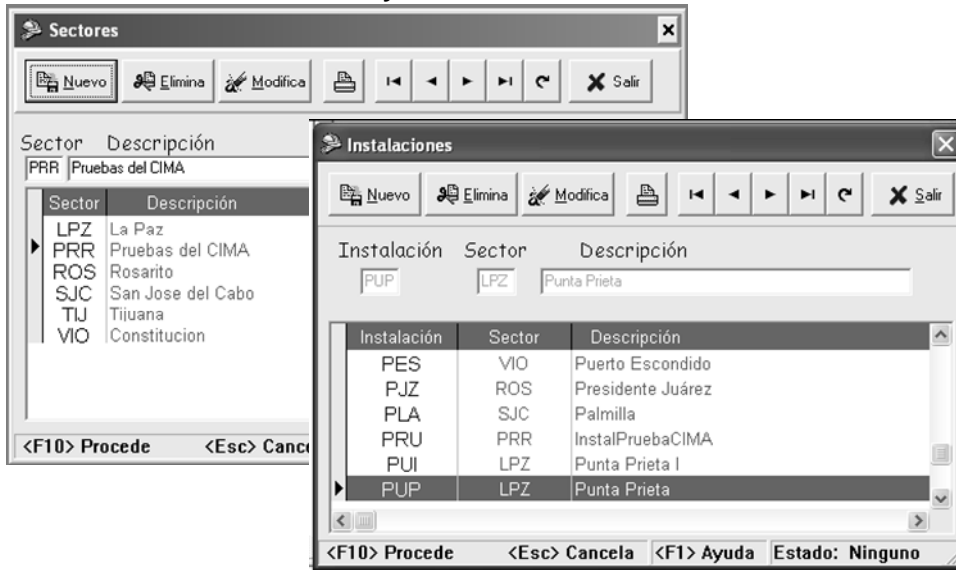 Sectores
Nuevo Elimina Modifica Salir
Sector Descripción
PRR Pruebas del CIMA
Sector Descripción
LPZ La Paz
PRR Pruebas del CIMA
ROS Rosarito
SJC San Jose del Cabo
TIJ Tijuana
VIO Constitucion
<F10> Procede <Esc> Cance
Instalaciones
Nuevo Elimina Modifica Salir
Instalación Sector Descripción
PUP LPZ Punta Prieta
Instalación Sector Descripción
PES VIO Puerto Escondido
PJZ ROS Presidente Juárez
PLA SJC Palmilla
PRU PRR InstalPruebaCIMA
PUI LPZ Punta Prieta I
PUP LPZ Punta Prieta
<F10> Procede <Esc> Cancela <F1> Ayuda Estado: Ninguno